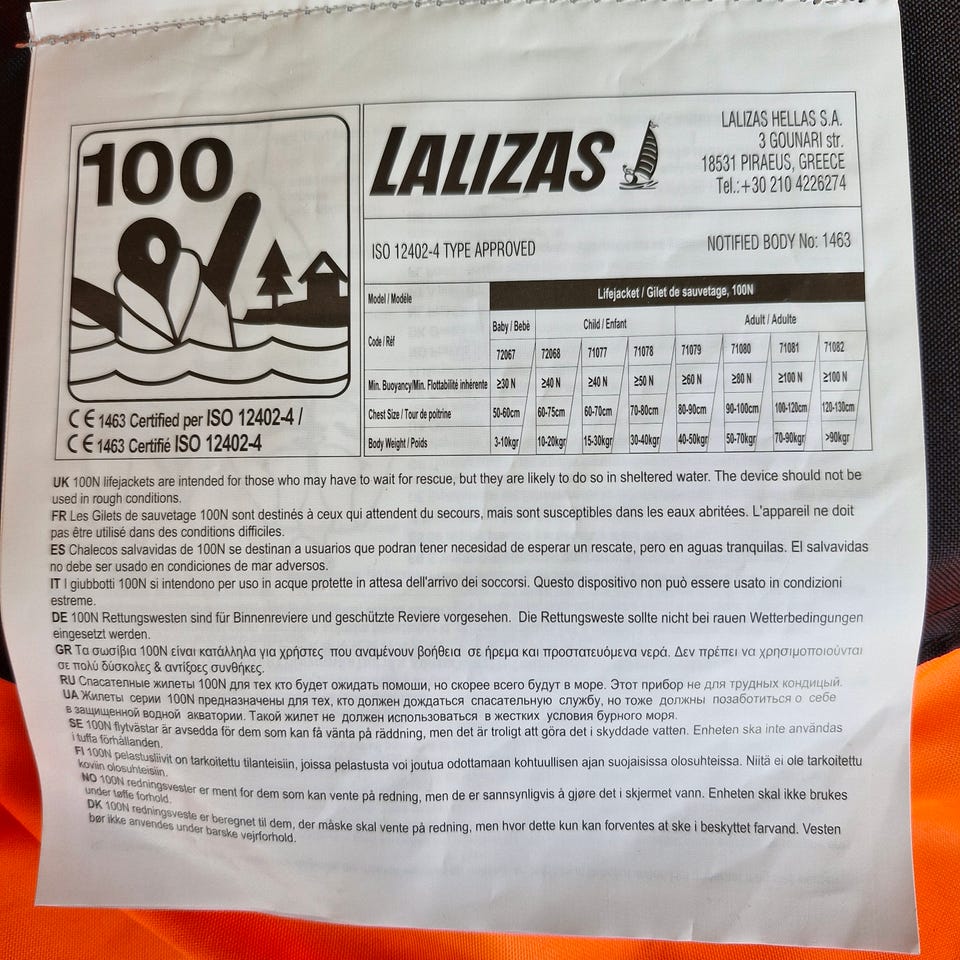 100
LALIZAS
LALIZAS HELLAS S.A.
3 GOUNARI str.
18531 PIRAEUS, GREECE
Tel.:+30 210 4226274
ISO 12402-4 TYPE APPROVED
NOTIFIED BODY No: 1463
Model / Modéle Lifejacket / Gilet de sauvetage, 100N
Baby / Bebè Child / Enfant Adult / Adulte
Code / Réf 72067 72068 71077 71078 71079 71080 71081 71082
Min. Buoyancy/Min. Flottabilité inhérente ≥30 N ≥40 N ≥40 N ≥50 N ≥60 N ≥80 N ≥100 N ≥100 N
Chest Size / Tour de poitrine 50-60cm 60-75cm 60-70cm 70-80cm 80-90cm 90-100cm 100-120cm 120-130cm
Body Weight / Poids 3-10kgr 10-20kgr 15-30kgr 30-40kgr 40-50kgr 50-70kgr 70-90kgr >90kgr
CE 1463 Certified per ISO 12402-4 /
CE 1463 Certifié ISO 12402-4
UK 100N lifejackets are intended for those who may have to wait for rescue, but they are likely to do so in sheltered water. The device should not be
used in rough conditions.
FR Les Gilets de sauvetage 100N sont destinés à ceux qui attendent du secours, mais sont susceptibles dans les eaux abritées. L'appareil ne doit
pas être utilisé dans des conditions difficiles.
ES Chalecos salvavidas de 100N se destinan a usuarios que podran tener necesidad de esperar un rescate, pero en aguas tranquilas. El salvavidas
no debe ser usado en condiciones de mar adversos.
IT I giubbotti 100N si intendono per uso in acque protette in attesa dell'arrivo dei soccorsi. Questo dispositivo non può essere usato in condizioni
estreme.
DE 100N Rettungswesten sind für Binnenreviere und geschützte Reviere vorgesehen. Die Rettungsweste sollte nicht bei rauen Wetterbedingungen
eingesetzt werden.
GR Τα σωσίβια 100N είναι κατάλληλα για χρήστες που αναμένουν βοήθεια σε ήρεμα και προστατευόμενα νερά. Δεν πρέπει να χρησιμοποιούνται
σε πολύ δύσκολες & αντίξοες συνθήκες.
RU Спасательные жилеты 100N для тех кто будет ожидать помоши, но скорее всего будут в море. Этот прибор не для трудных кондицый.
UA Жилеты серии 100N предназначены для тех, кто должен дождаться спасательную службу, но тоже должны позаботиться о себе
в защищенной водной акватории. Такой жилет не должен использоваться в жестких условия бурного моря.
SE 100N flytvästar är avsedda för dem som kan få vänta på räddning, men det är troligt att göra det i skyddade vatten. Enheten ska inte användas
i tuffa förhållanden.
FI 100N pelastusliivit on tarkoitettu tilanteisiin, joissa pelastusta voi joutua odottamaan kohtuullisen ajan suojaisissa olosuhteissa. Niitä ei ole tarkoitettu
koviin olosuhteisiin.
NO 100N redningsvester er ment for dem som kan vente på redning, men de er sannsynligvis å gjøre det i skjermet vann. Enheten skal ikke brukes
under tøffe forhold.
DK 100N redningsveste er beregnet til dem, der måske skal vente på redning, men hvor dette kun kan forventes at ske i beskyttet farvand. Vesten
bør ikke anvendes under barske vejrforhold.